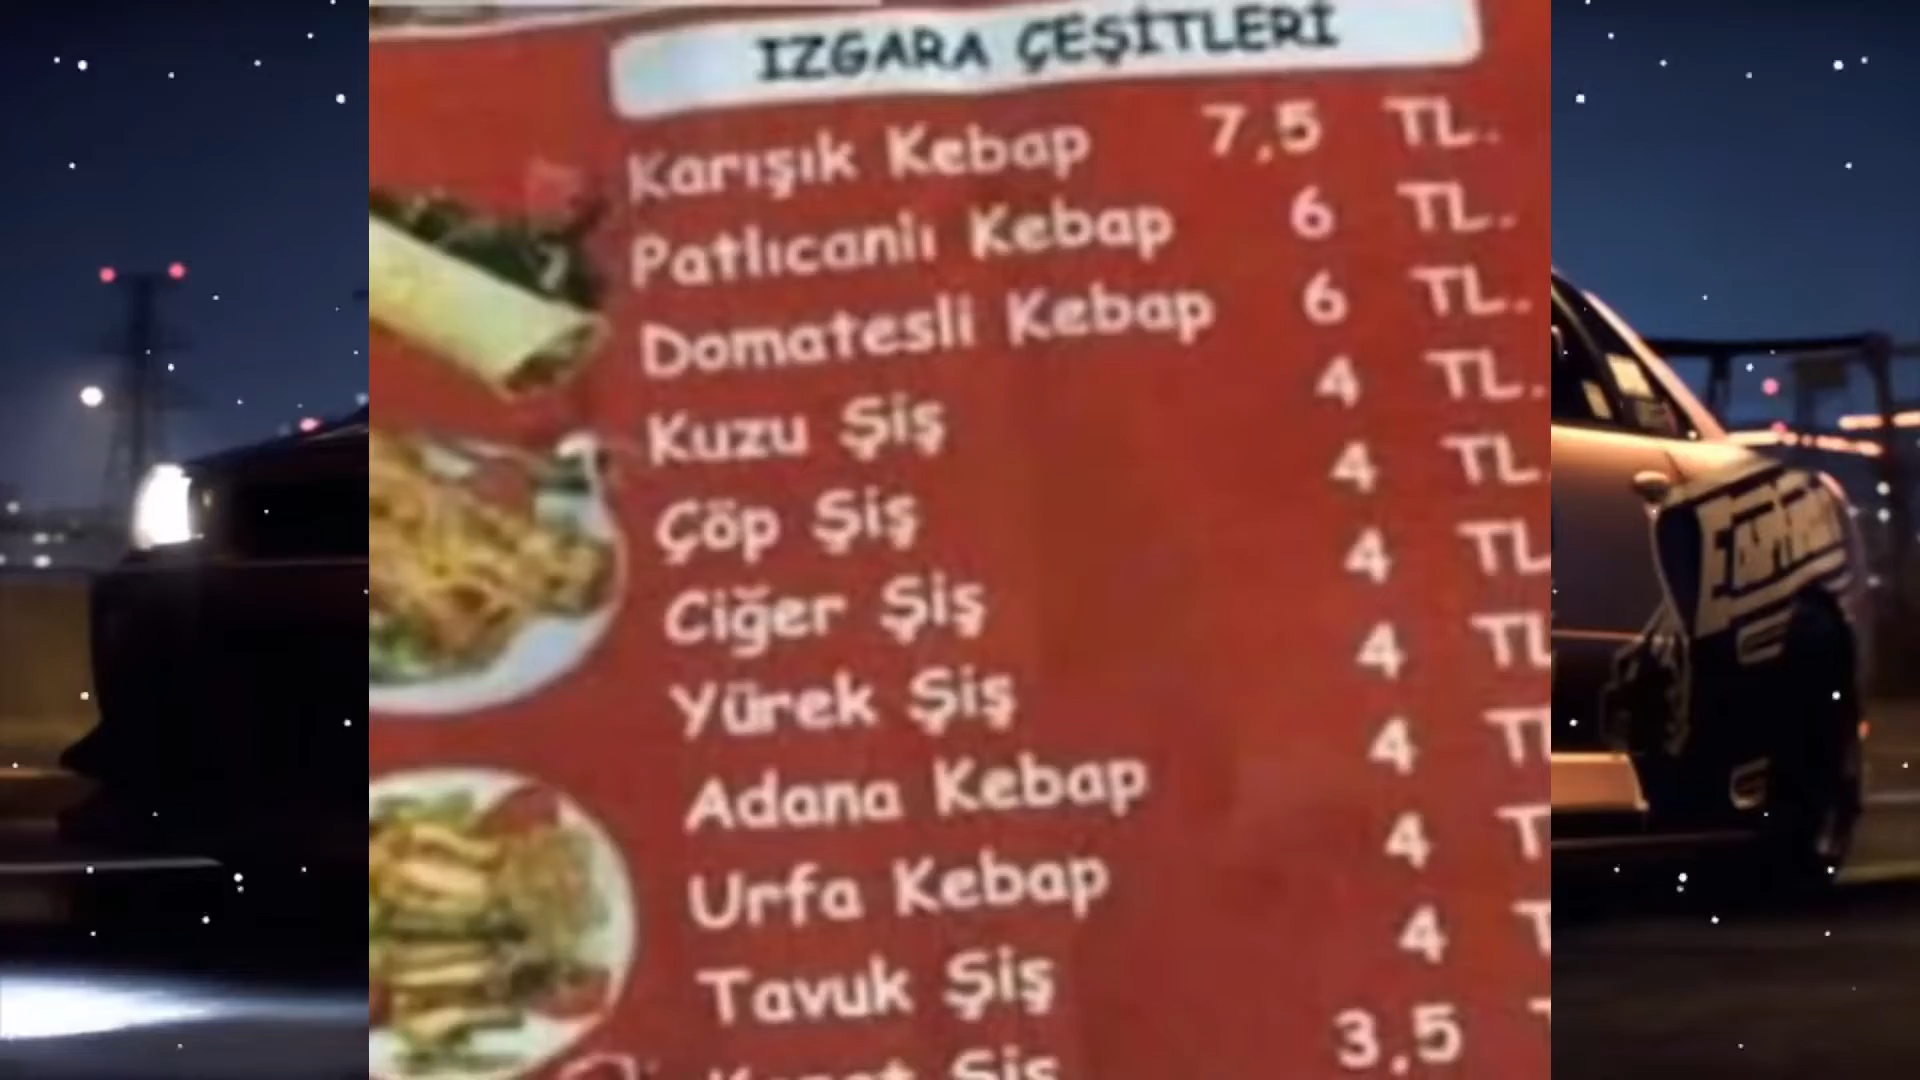 IZGARA ÇEŞİTLERİ
Karışık Kebap 7,5 TL.
Patlıcanlı Kebap 6 TL.
Domatesli Kebap 6 TL.
Kuzu Şiş 4 TL.
Çöp Şiş 4 TL.
Ciğer Şiş 4 TL
Yürek Şiş 4 TL
Adana Kebap 4
Urfa Kebap 4
Tavuk Şiş 4
Şiş 3,5